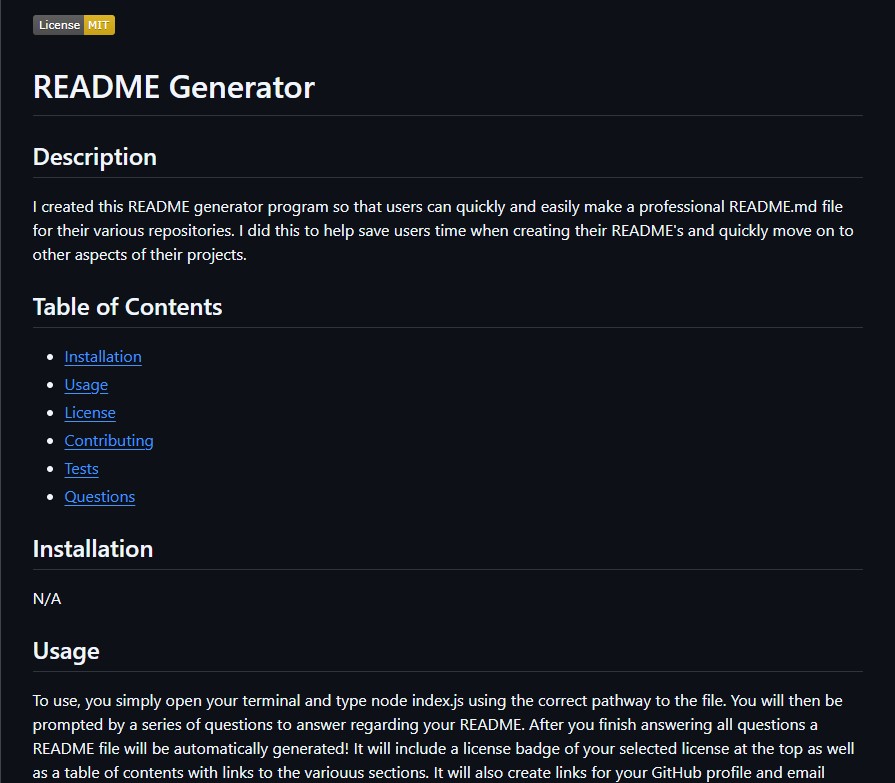 License MIT
README Generator
Description
I created this README generator program so that users can quickly and easily make a professional README.md file
for their various repositories. I did this to help save users time when creating their README's and quickly move on to
other aspects of their projects.
Table of Contents
Installation
Usage
License
Contributing
Tests
Questions
Installation
N/A
Usage
To use, you simply open your terminal and type node index.js using the correct pathway to the file. You will then be
prompted by a series of questions to answer regarding your README. After you finish answering all questions a
README file will be automatically generated! It will include a license badge of your selected license at the top as well
as a table of contents with links to the varioous sections. It will also create links for your GitHub profile and email